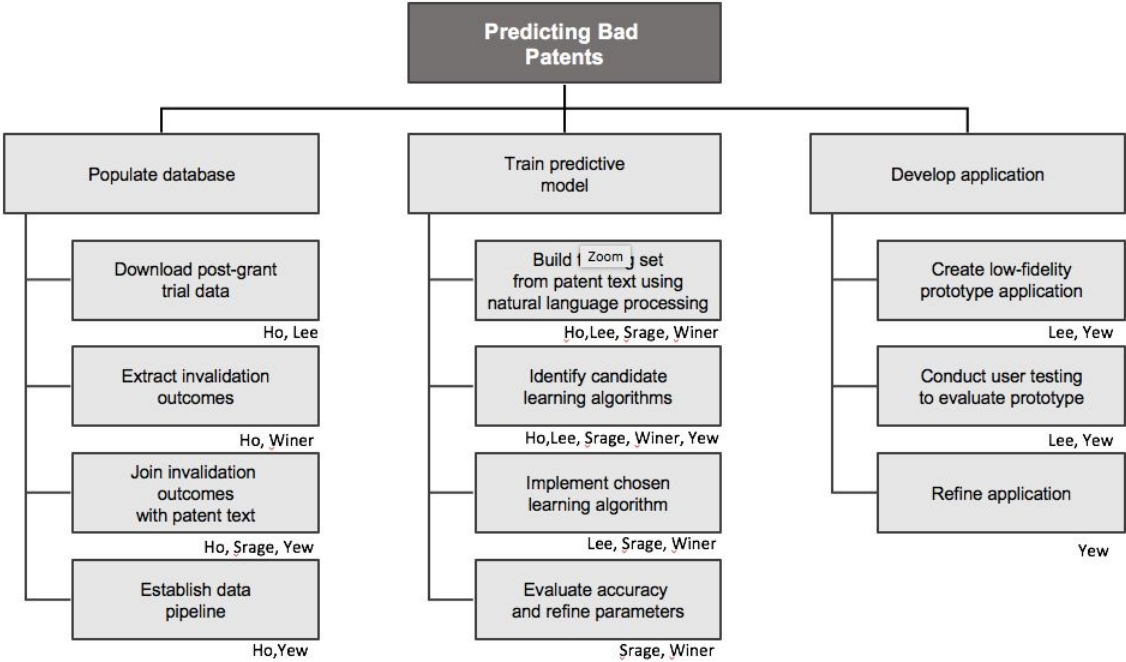 Predicting Bad
Patents
Populate database
Download post-grant
trial data
Ho, Lee
Extract invalidation
outcomes
Ho, Winer
Join invalidation
outcomes
with patent text
Ho, Srage, Yew
Establish data
pipeline
Ho,Yew
Train predictive
model
Build Zoom set
from patent text using
natural language processing
Ho,Lee, Srage, Winer
Identify candidate
learning algorithms
Ho,Lee, Srage, Winer, Yew
Implement chosen
learning algorithm
Lee, Srage, Winer
Evaluate accuracy
and refine parameters
Srage, Winer
Develop application
Create low-fidelity
prototype application
Lee, Yew
Conduct user testing
to evaluate prototype
Lee, Yew
Refine application
Yew